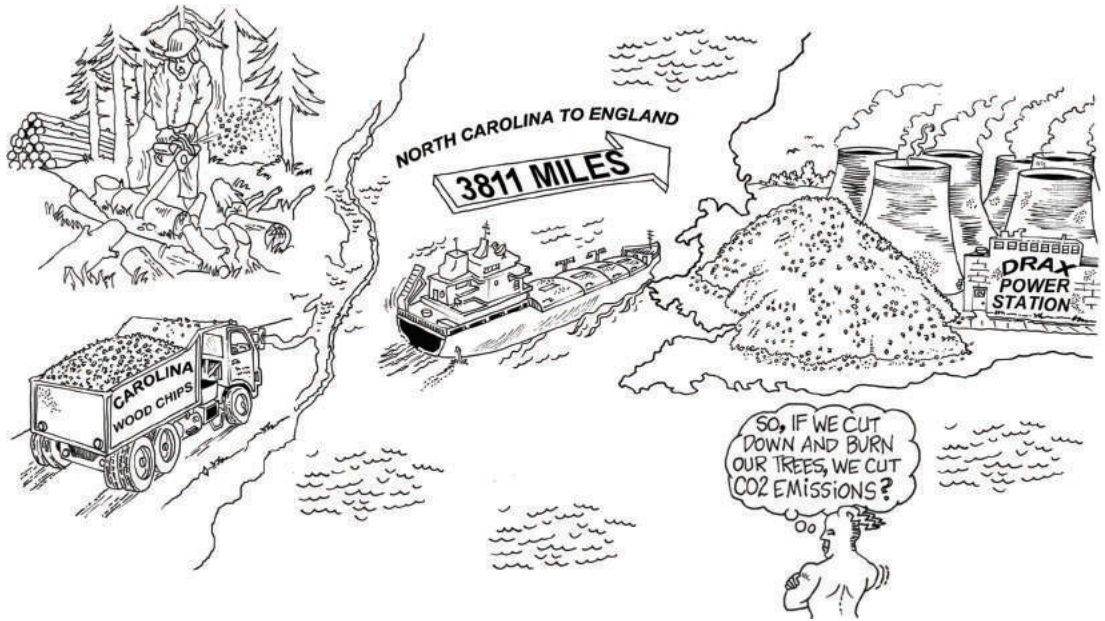 NORTH CAROLINA TO ENGLAND
3811 MILES
DRAX
POWER
STATION
CAROLINA
WOOD CHIPS
SO, IF WE CUT
DOWN AND BURN
OUR TREES, WE CUT
CO2 EMISSIONS?